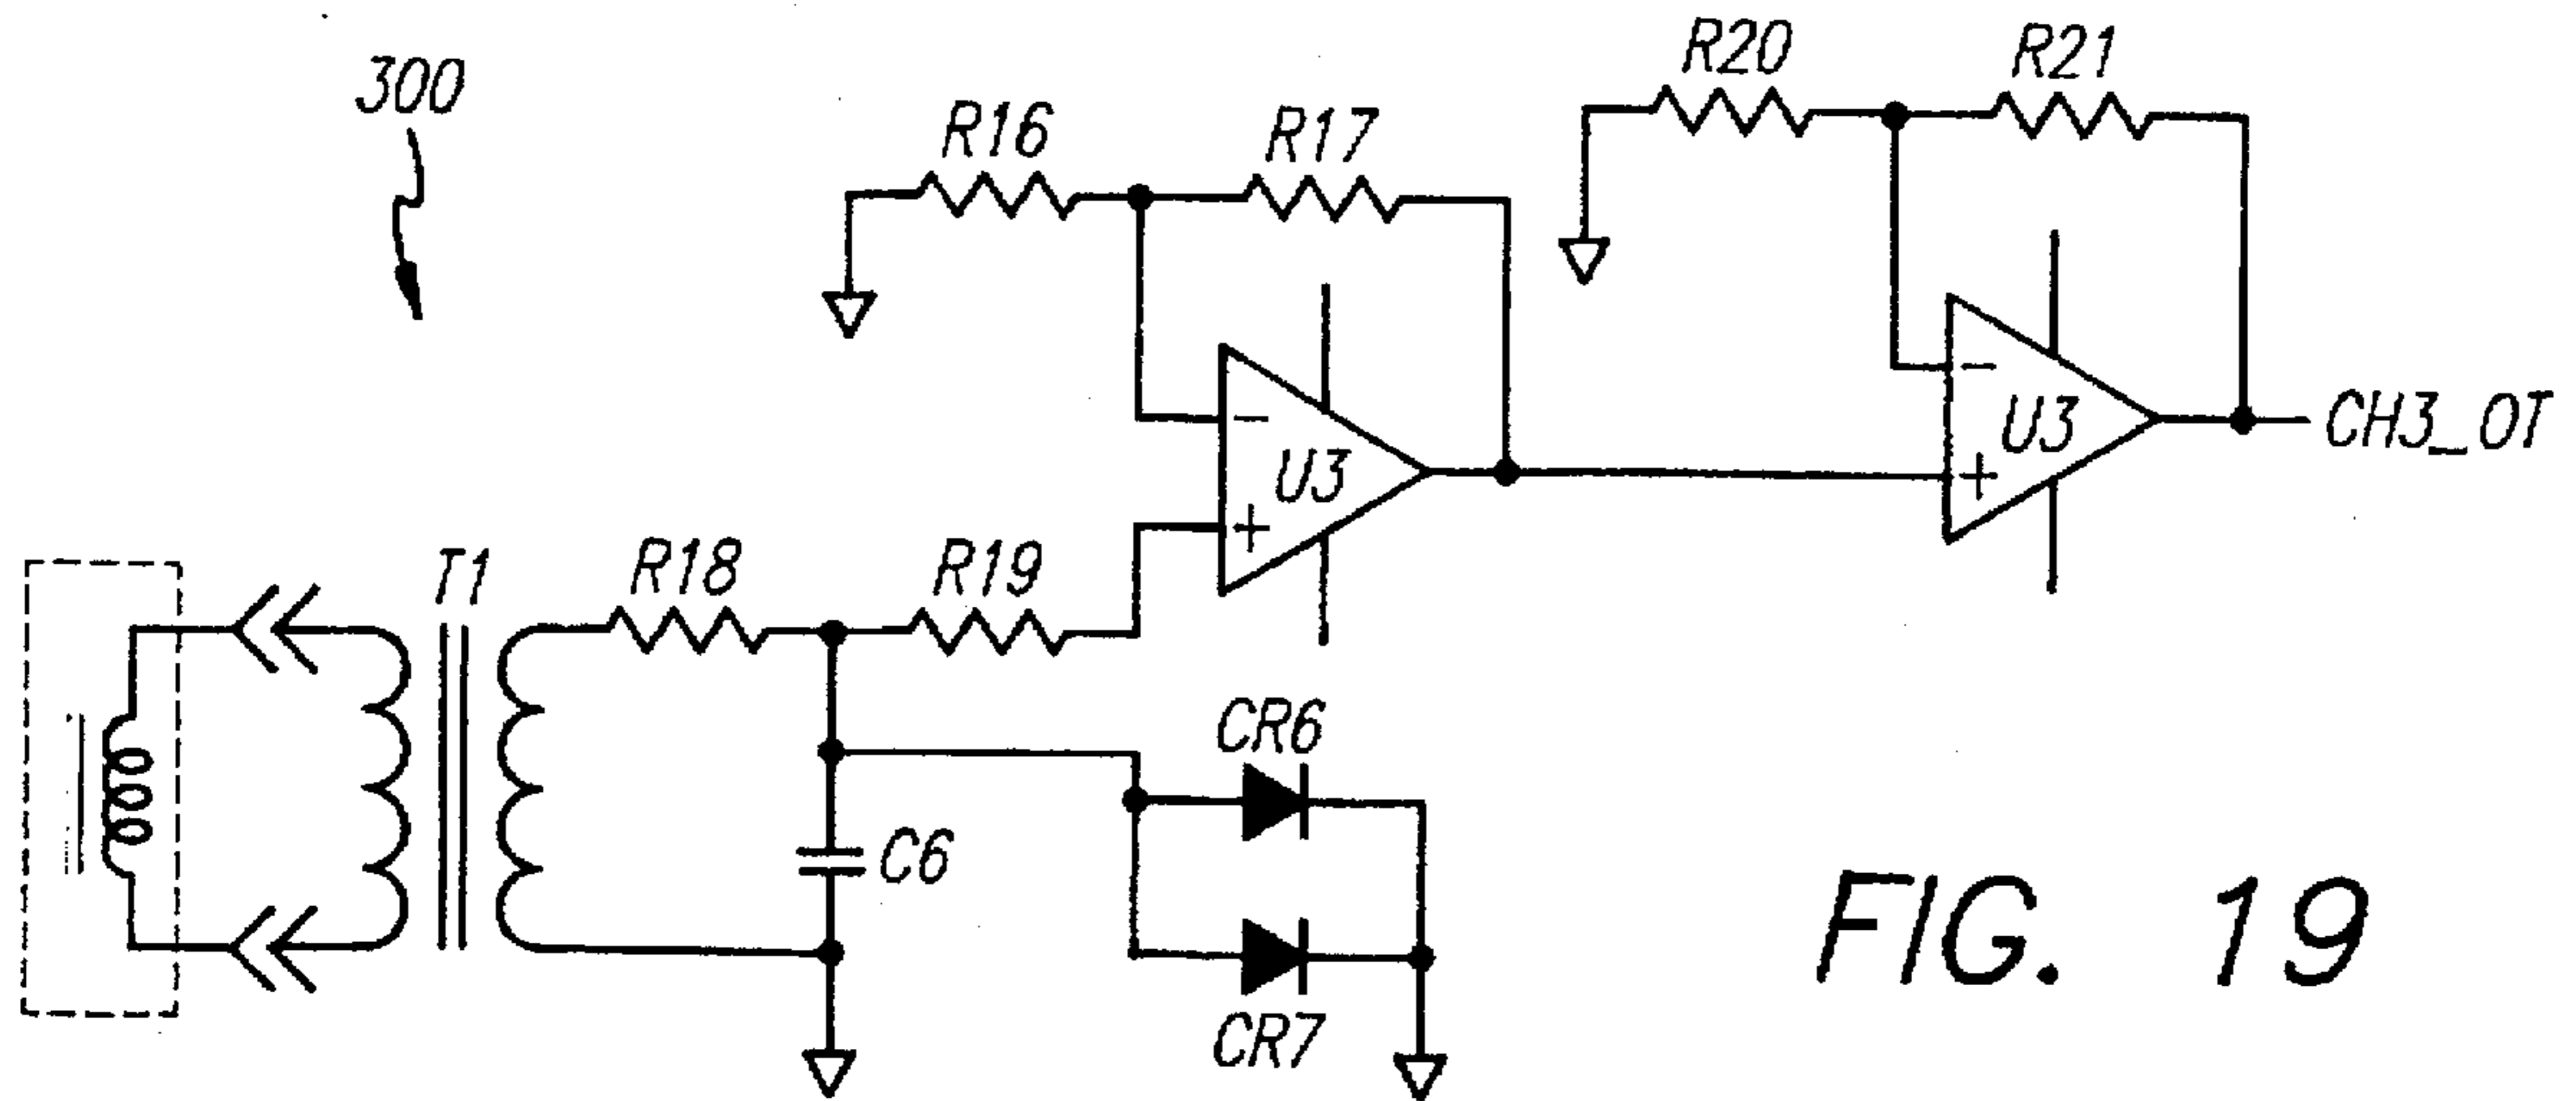 300
R16
R17
R20
R21
U3
U3
CH3_OT
T1
R18
R19
C6
CR6
CR7
FIG. 19